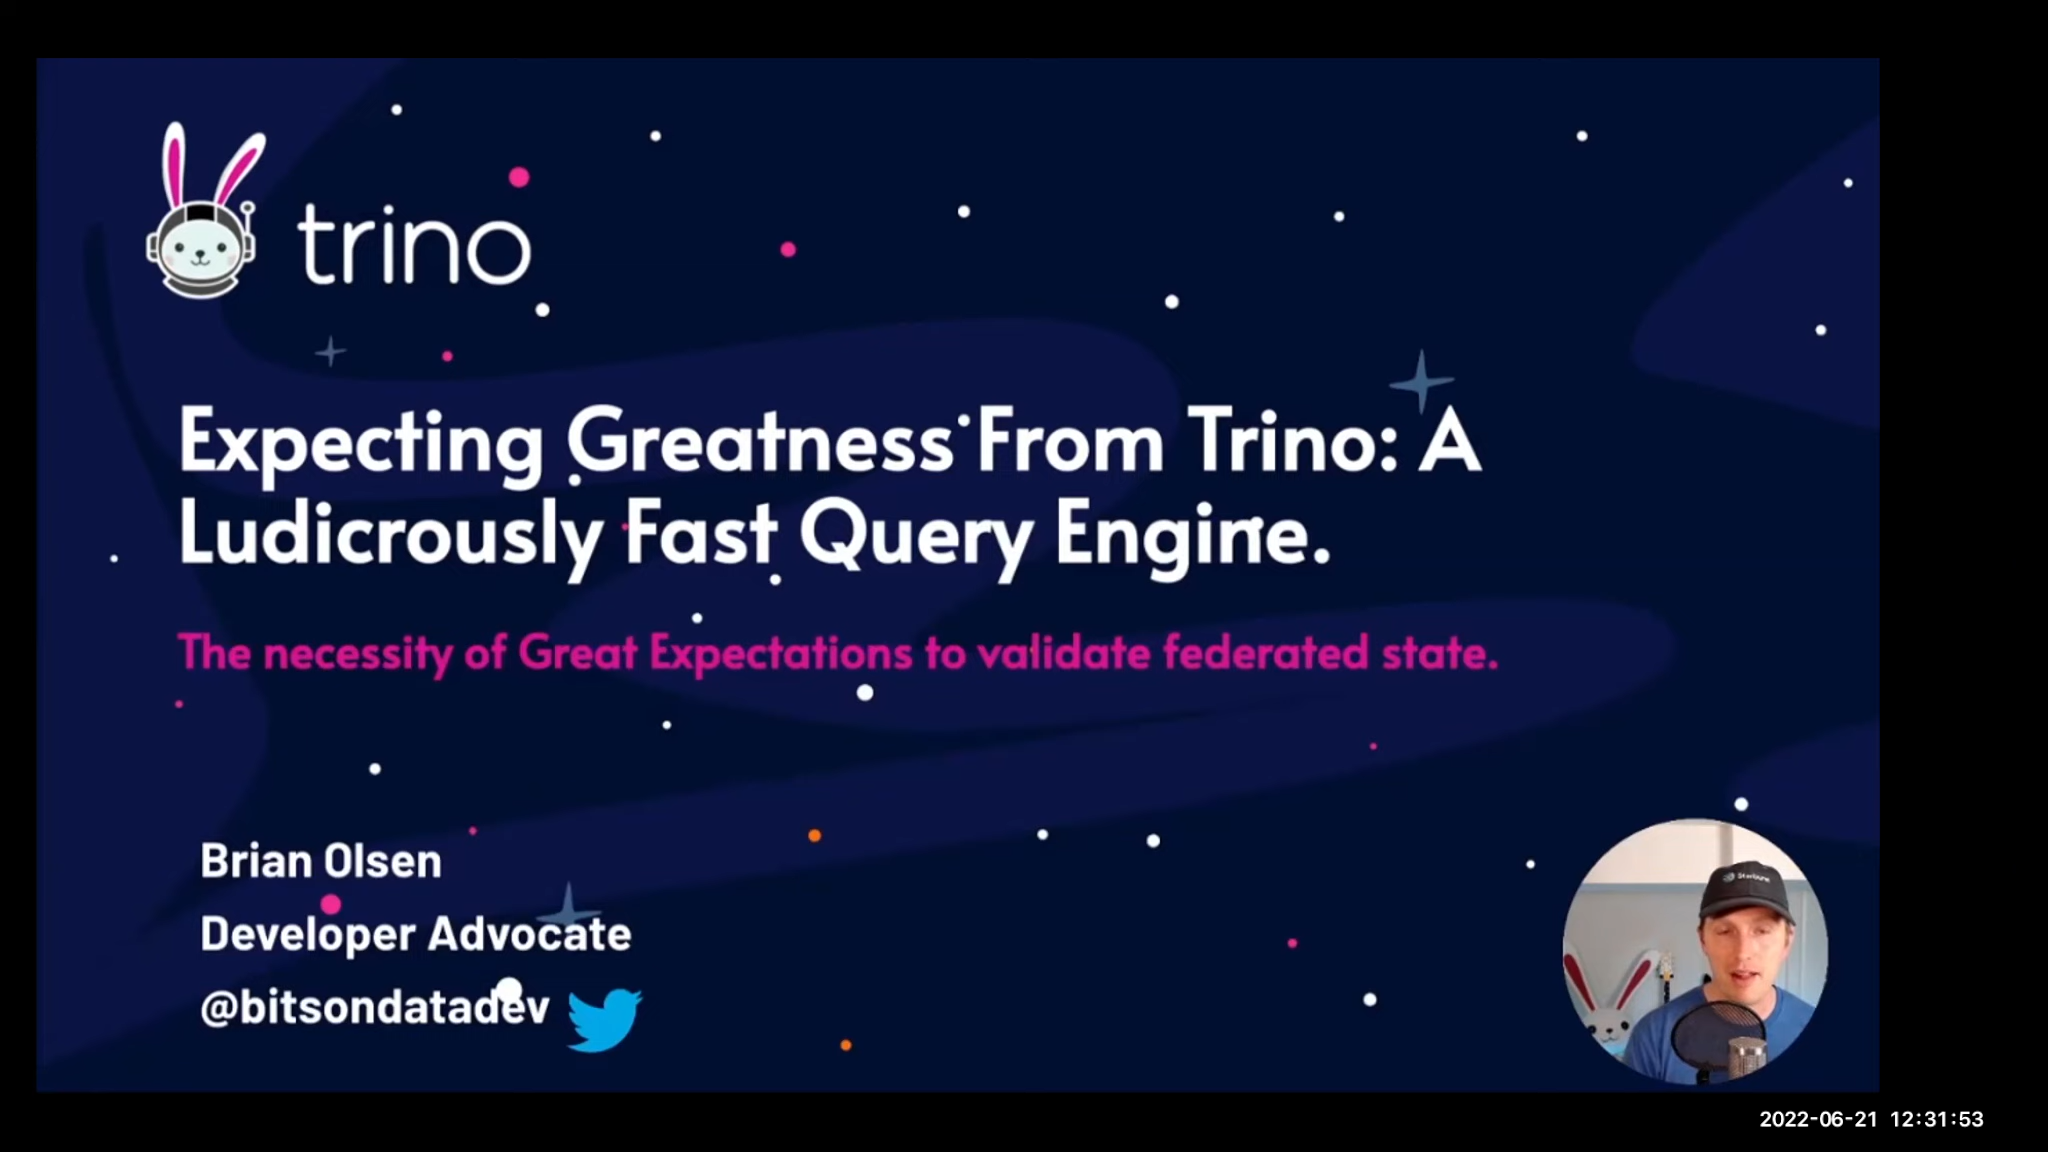 trino
Expecting Greatness From Trino: A
Ludicrously Fast Query Engine.
The necessity of Great Expectations to validate federated state.
Brian Olsen
Developer Advocate
@bitsondatadev
2022-06-21 12:31:53